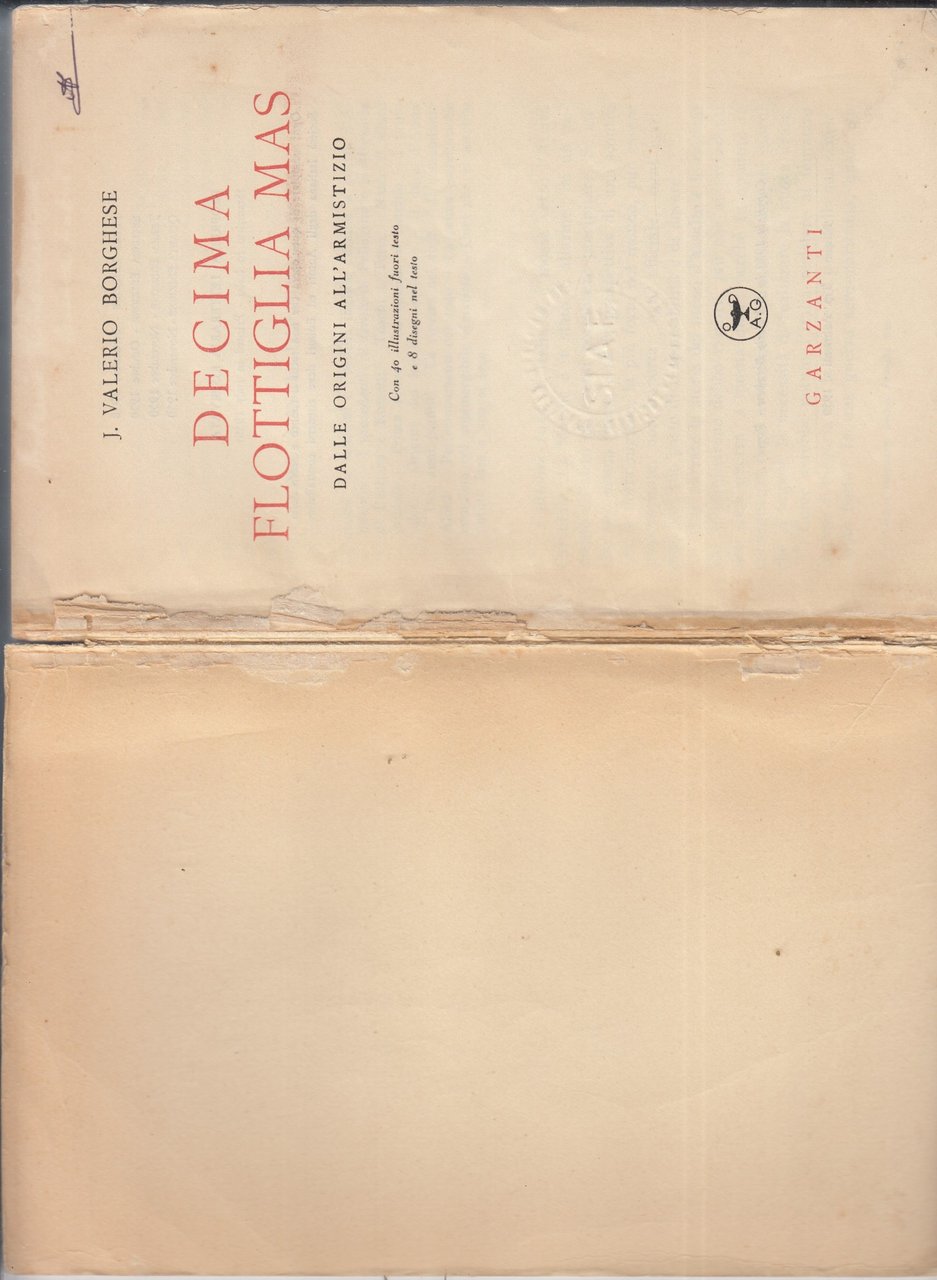 J. VALERIO BORGHESE
DECIMA
FLOTTIGLIA MAS
DALLE ORIGINI ALL'ARMISTIZIO
Con 40 illustrazioni fuori testo
e 8 disegni nel testo
SIAE
A.G
GARZANTI